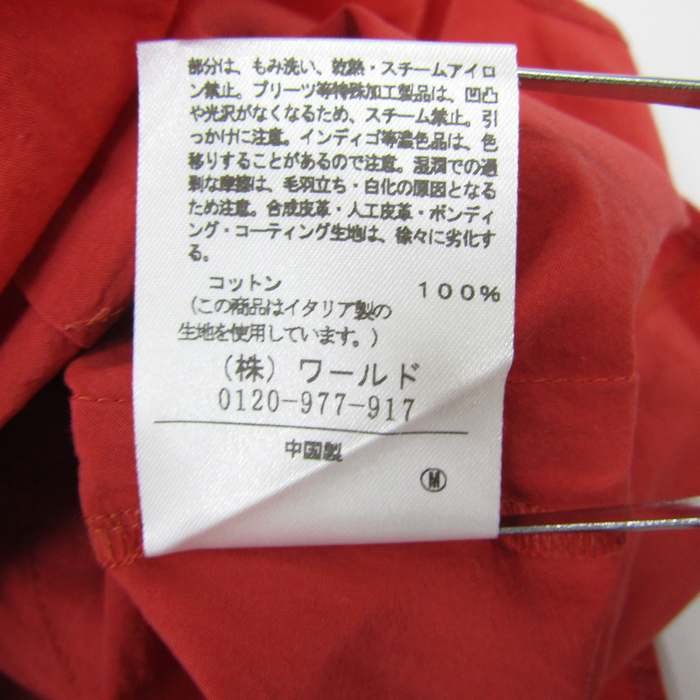 部分は、もみ洗い、乾熱・スチームアイロ
ン禁止。プリーツ等特殊加工製品は、凹凸
や光沢がなくなるため、スチーム禁止。引
っかけに注意。インディゴ等濃色品は、色
移りすることがあるので注意。湿潤での過
剰な摩擦は、毛羽立ち・白化の原因となる
ため注意。合成皮革・人工皮革・ボンディ
ング・コーティング生地は、徐々に劣化す
る。
コットン 100%
(この商品はイタリア製の
生地を使用しています。)
(株) ワールド
0120-977-917
中国製
M